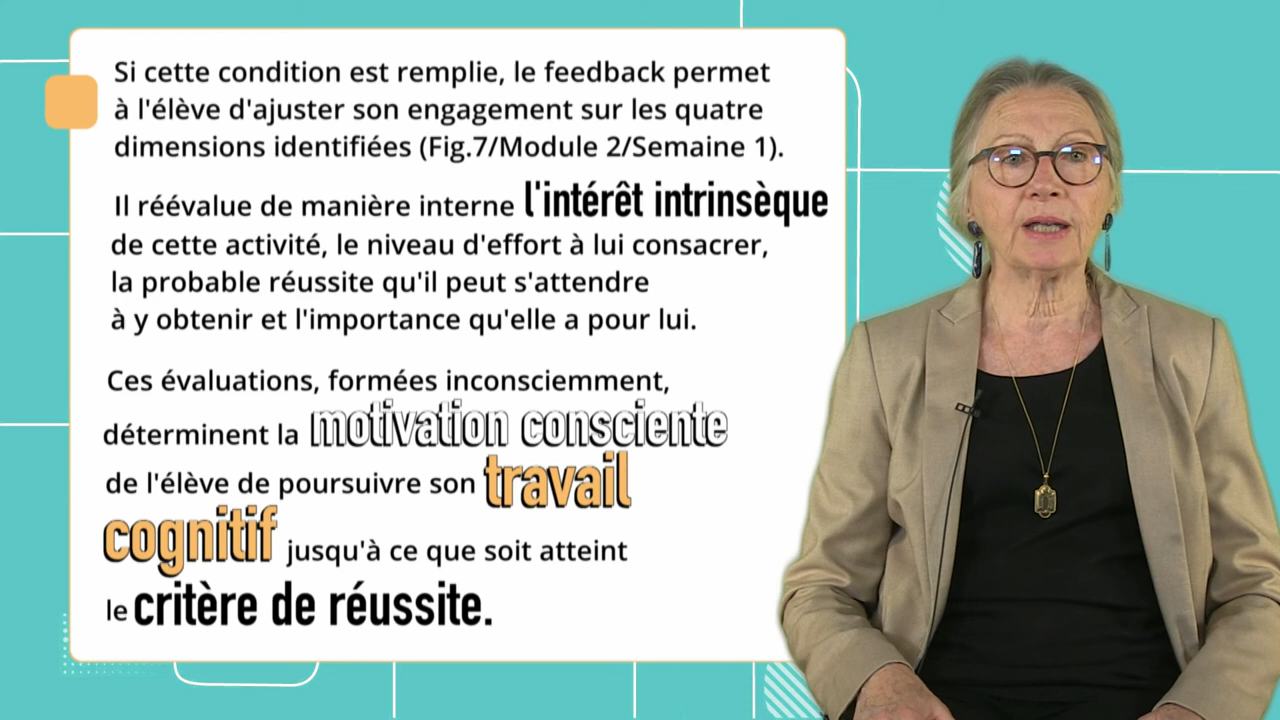 Si cette condition est remplie, le feedback permet
à l'élève d'ajuster son engagement sur les quatre
dimensions identifiées (Fig.7/Module 2/Semaine 1).
Il réévalue de manière interne l'intérêt intrinsèque
de cette activité, le niveau d'effort à lui consacrer,
la probable réussite qu'il peut s'attendre
à y obtenir et l'importance qu'elle a pour lui.
Ces évaluations, formées inconsciemment,
déterminent la motivation consciente
de l'élève de poursuivre son travail
cognitif jusqu'à ce que soit atteint
le critère de réussite.